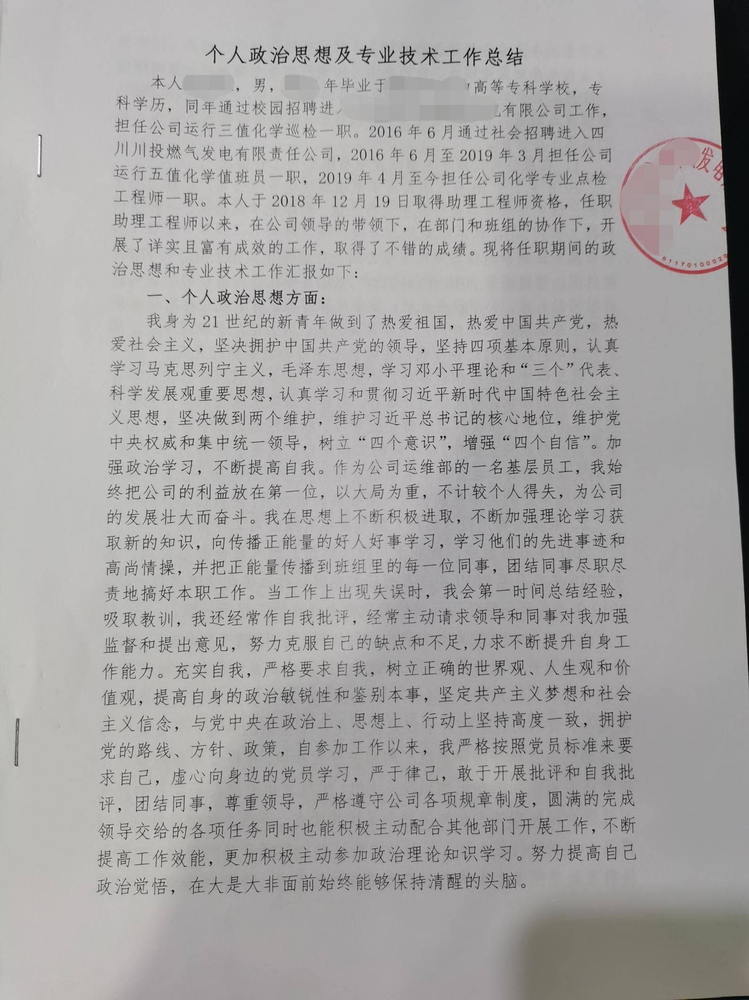 个人政治思想及专业技术工作总结
本人，男，年毕业于高等专科学校，专
科学历，同年通过校园招聘进有限公司工作，
担任公司运行三值化学巡检一职。2016年6月通过社会招聘进入四
川川投燃气发电有限责任公司，2016年6月至2019年3月担任公司
运行五值化学值班员一职，2019年4月至今担任公司化学专业点检
工程师一职。本人于2018年12月19日取得助理工程师资格，任职
助理工程师以来，在公司领导的带领下，在部门和班组的协作下，开
展了详实且富有成效的工作，取得了不错的成绩。现将任职期间的政
治思想和专业技术工作汇报如下：
一、个人政治思想方面：
我身为21世纪的新青年做到了热爱祖国，热爱中国共产党，热
爱社会主义，坚决拥护中国共产党的领导，坚持四项基本原则，认真
学习马克思列宁主义，毛泽东思想，学习邓小平理论和“三个”代表、
科学发展观重要思想，认真学习和贯彻习近平新时代中国特色社会主
义思想，坚决做到两个维护，维护习近平总书记的核心地位，维护党
中央权威和集中统一领导，树立“四个意识”，增强“四个自信”。加
强政治学习，不断提高自我。作为公司运维部的一名基层员工，我始
终把公司的利益放在第一位，以大局为重，不计较个人得失，为公司
的发展壮大而奋斗。我在思想上不断积极进取，不断加强理论学习获
取新的知识，向传播正能量的好人好事学习，学习他们的先进事迹和
高尚情操，并把正能量传播到班组里的每一位同事，团结同事尽职尽
责地搞好本职工作。当工作上出现失误时，我会第一时间总结经验，
吸取教训，我还经常作自我批评，经常主动请求领导和同事对我加强
监督和提出意见，努力克服自己的缺点和不足,力求不断提升自身工
作能力。充实自我，严格要求自我，树立正确的世界观、人生观和价
值观，提高自身的政治敏锐性和鉴别本事，坚定共产主义梦想和社会
主义信念，与党中央在政治上、思想上、行动上坚持高度一致，拥护
党的路线、方针、政策，自参加工作以来，我严格按照党员标准来要
求自己，虚心向身边的党员学习，严于律己，敢于开展批评和自我批
评，团结同事，尊重领导，严格遵守公司各项规章制度，圆满的完成
领导交给的各项任务同时也能积极主动配合其他部门开展工作，不断
提高工作效能，更加积极主动参加政治理论知识学习。努力提高自己
政治觉悟，在大是大非面前始终能够保持清醒的头脑。
发电
51170100020